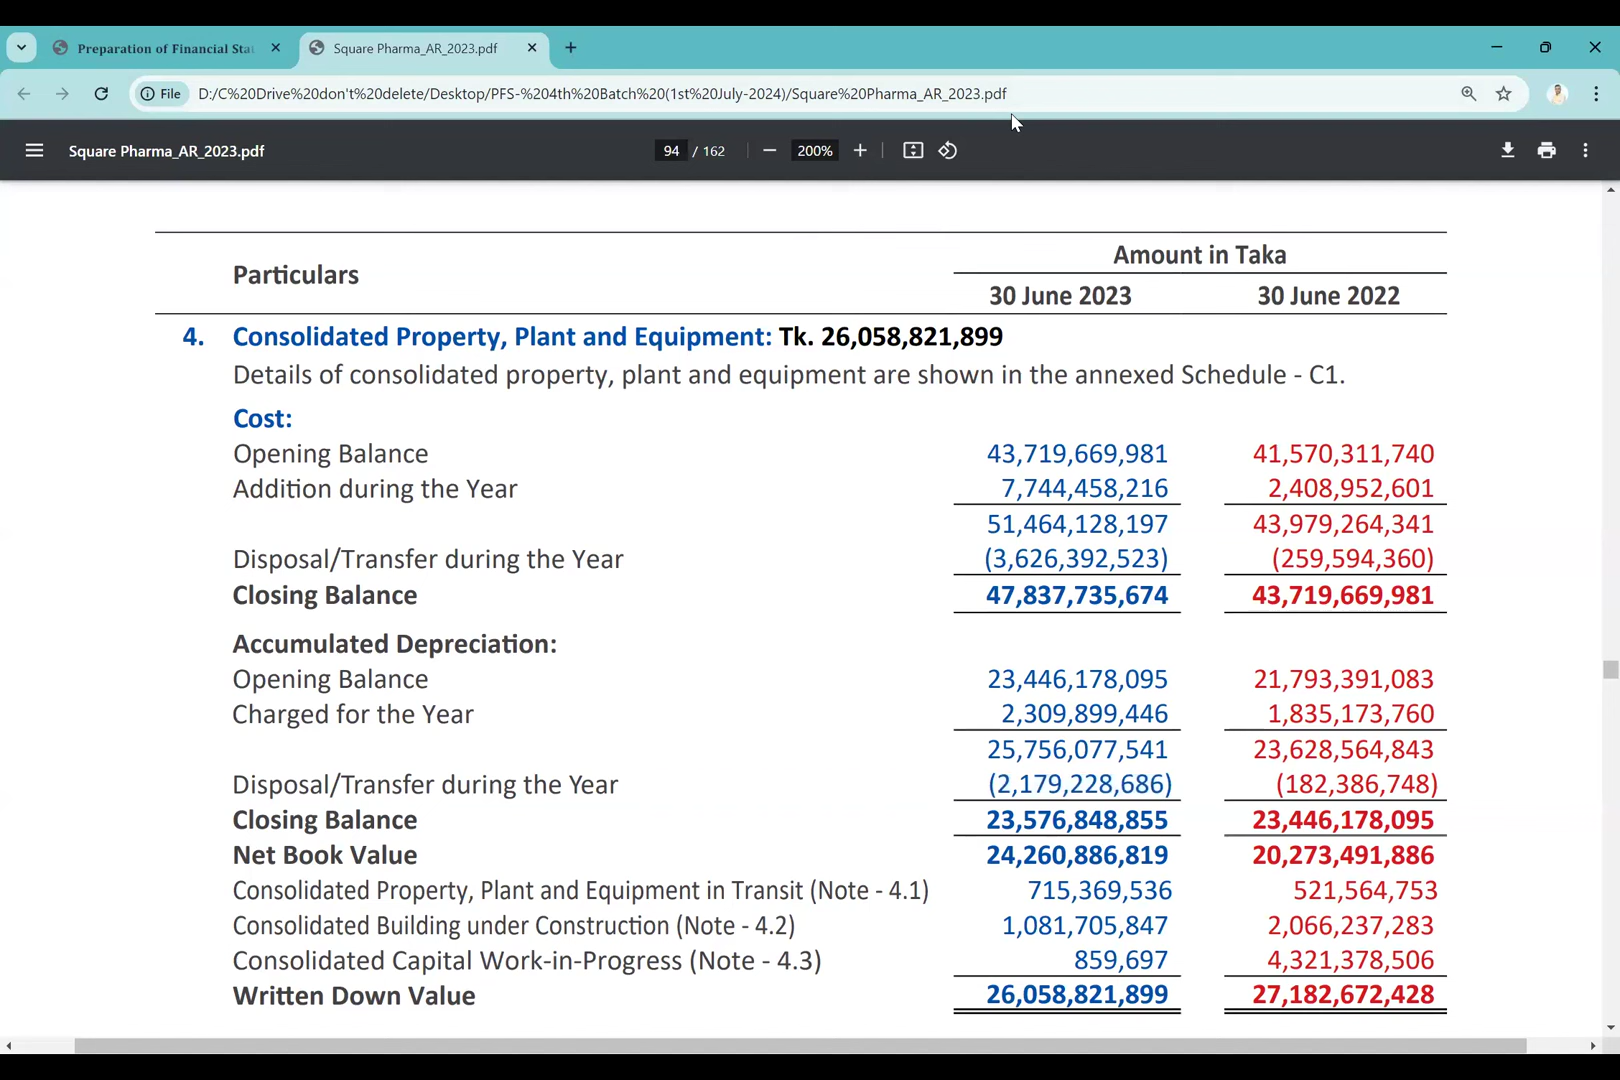 Preparation of Financial Stat
Square Pharma_AR_2023.pdf
File D:/C%20Drive%20don't%20delete/Desktop/PFS-%204th%20Batch%20(1st%20July-2024)/Square%20Pharma_AR_2023.pdf
Square Pharma_AR_2023.pdf 94 / 162 200%
Particulars
Amount in Taka
30 June 2023 30 June 2022
4. Consolidated Property, Plant and Equipment: Tk. 26,058,821,899
Details of consolidated property, plant and equipment are shown in the annexed Schedule - C1.
Cost:
Opening Balance 43,719,669,981 41,570,311,740
Addition during the Year 7,744,458,216 2,408,952,601
51,464,128,197 43,979,264,341
Disposal/Transfer during the Year (3,626,392,523) (259,594,360)
Closing Balance 47,837,735,674 43,719,669,981
Accumulated Depreciation:
Opening Balance 23,446,178,095 21,793,391,083
Charged for the Year 2,309,899,446 1,835,173,760
25,756,077,541 23,628,564,843
Disposal/Transfer during the Year (2,179,228,686) (182,386,748)
Closing Balance 23,576,848,855 23,446,178,095
Net Book Value 24,260,886,819 20,273,491,886
Consolidated Property, Plant and Equipment in Transit (Note - 4.1) 715,369,536 521,564,753
Consolidated Building under Construction (Note - 4.2) 1,081,705,847 2,066,237,283
Consolidated Capital Work-in-Progress (Note - 4.3) 859,697 4,321,378,506
Written Down Value 26,058,821,899 27,182,672,428